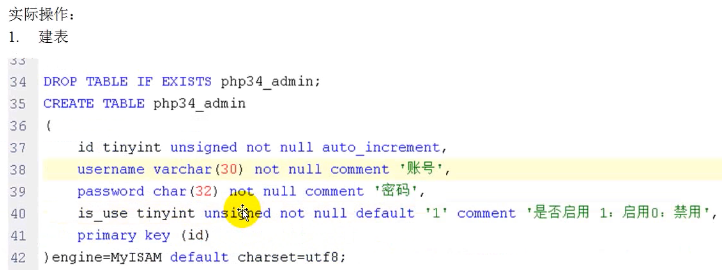 实际操作：
1. 建表
33
34 DROP TABLE IF EXISTS php34_admin;
35 CREATE TABLE php34_admin
36 (
37 id tinyint unsigned not null auto_increment,
38 username varchar(30) not null comment '账号',
39 password char(32) not null comment '密码',
40 is_use tinyint unsigned not null default '1' comment '是否启用 1：启用0：禁用',
41 primary key (id)
42 )engine=MyISAM default charset=utf8;